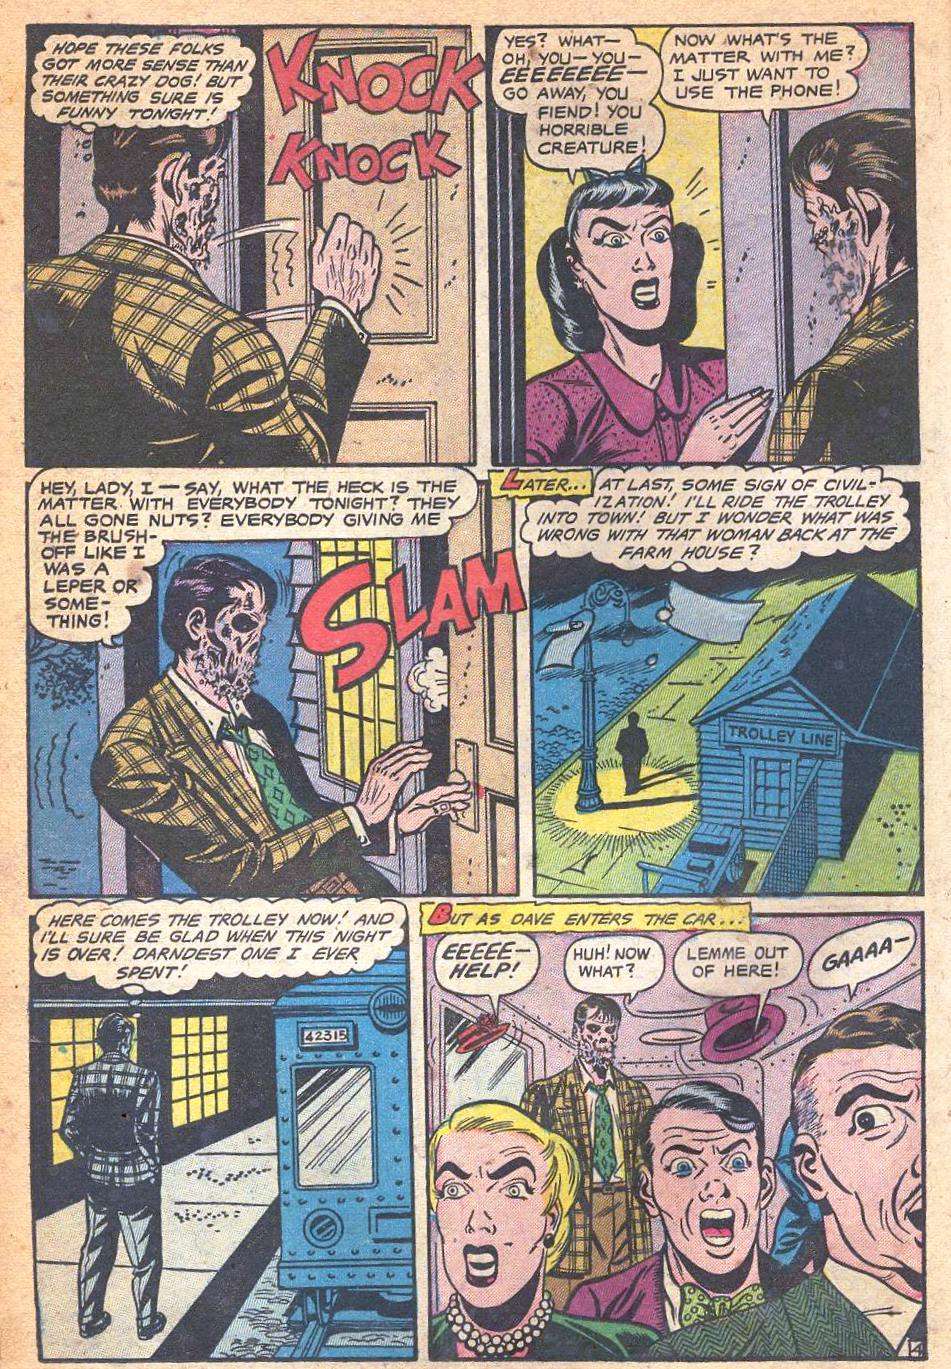 HOPE THESE FOLKS
GOT MORE SENSE THAN
THEIR CRAZY DOG! BUT
SOMETHING SURE IS
FUNNY TONIGHT!
KNOCK
KNOCK
YES? WHAT—
OH, YOU-YOU-
EEEEEEEE—
GO AWAY, YOU
FIEND! YOU
HORRIBLE
CREATURE!
NOW WHAT'S THE
MATTER WITH ME?
I JUST WANT TO
USE THE PHONE!
HEY, LADY, I — SAY, WHAT THE HECK IS THE
MATTER WITH EVERYBODY TONIGHT? THEY
ALL GONE NUTS? EVERYBODY GIVING ME
THE BRUSH-
OFF LIKE I
WAS A
LEPER OR
SOME-
THING!
SLAM
LATER...
AT LAST, SOME SIGN OF CIVIL-
IZATION! I'LL RIDE THE TROLLEY
INTO TOWN! BUT I WONDER WHAT WAS
WRONG WITH THAT WOMAN BACK AT THE
FARM HOUSE?
TROLLEY LINE
HERE COMES THE TROLLEY NOW! AND
I'LL SURE BE GLAD WHEN THIS NIGHT
IS OVER! DARNDEST ONE I EVER
SPENT!
42315
BUT AS DAVE ENTERS THE CAR...
EEEEE—
HELP!
HUH! NOW
WHAT?
LEMME OUT
OF HERE!
GAAAA—
4